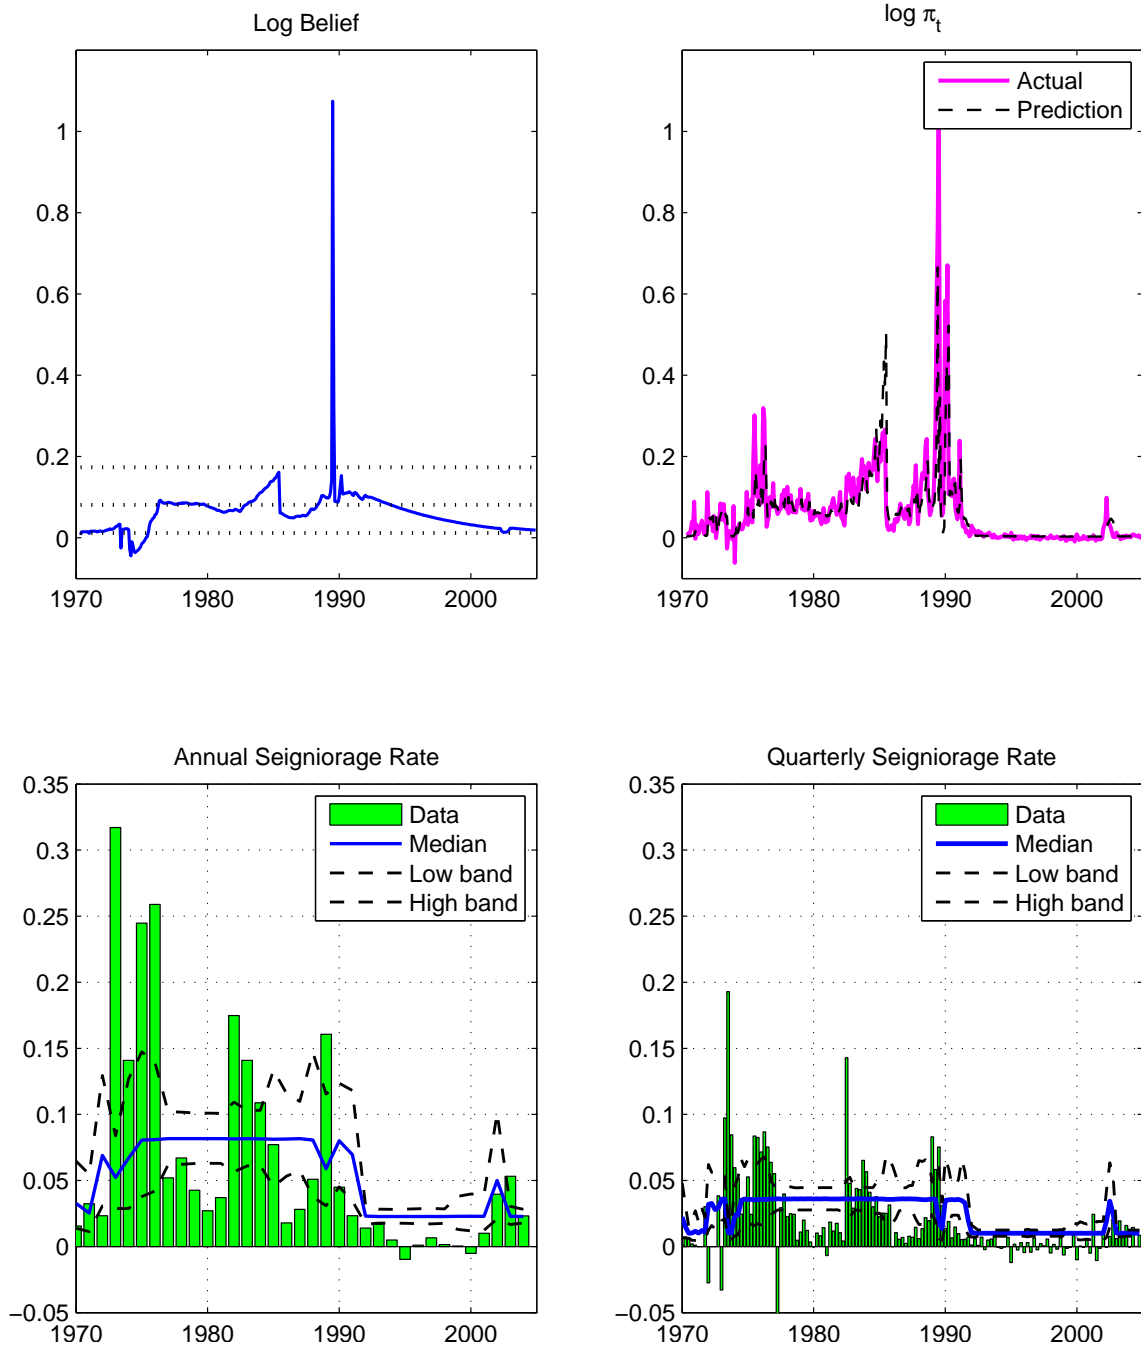 Log Belief
1
0.8
0.6
0.4
0.2
0
1970 1980 1990 2000
log πt
Actual
Prediction
1
0.8
0.6
0.4
0.2
0
1970 1980 1990 2000
Annual Seigniorage Rate
Data
Median
Low band
High band
0.35
0.3
0.25
0.2
0.15
0.1
0.05
0
−0.05
1970 1980 1990 2000
Quarterly Seigniorage Rate
Data
Median
Low band
High band
0.35
0.3
0.25
0.2
0.15
0.1
0.05
0
−0.05
1970 1980 1990 2000